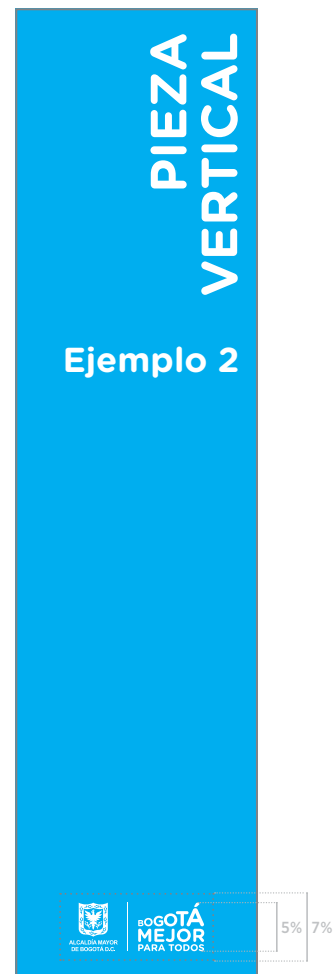 PIEZA
VERTICAL
Ejemplo 2
ALCALDÍA MAYOR
DE BOGOTÁ D.C.
BOGOTÁ
MEJOR
PARA TODOS
5% 7%